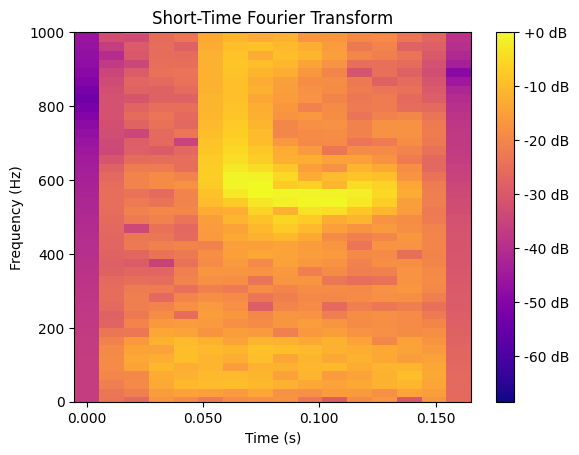 Short-Time Fourier Transform
1000
800
600
400
200
0
Frequency (Hz)
0.000
0.050
0.100
0.150
Time (s)
+0 dB
-10 dB
-20 dB
-30 dB
-40 dB
-50 dB
-60 dB